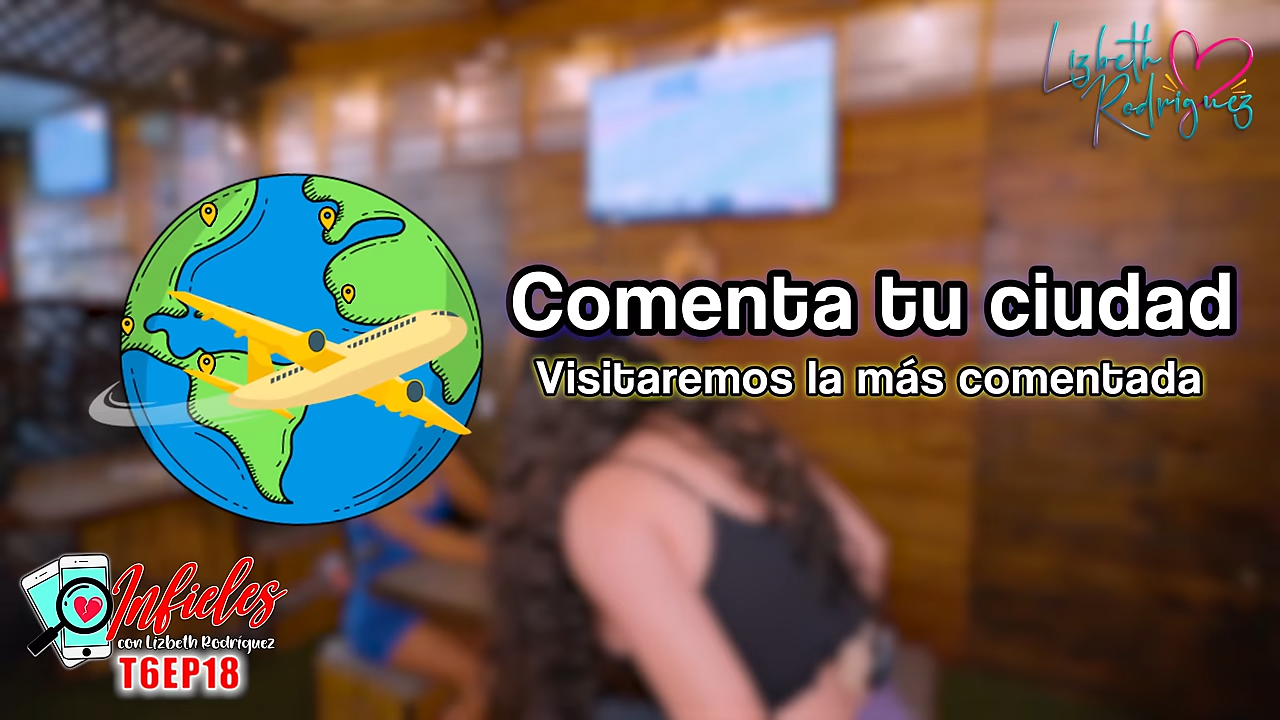 Lizbeth
Rodríguez
Comenta tu ciudad
Visitaremos la más comentada
Infieles
con Lizbeth Rodríguez
T6EP18